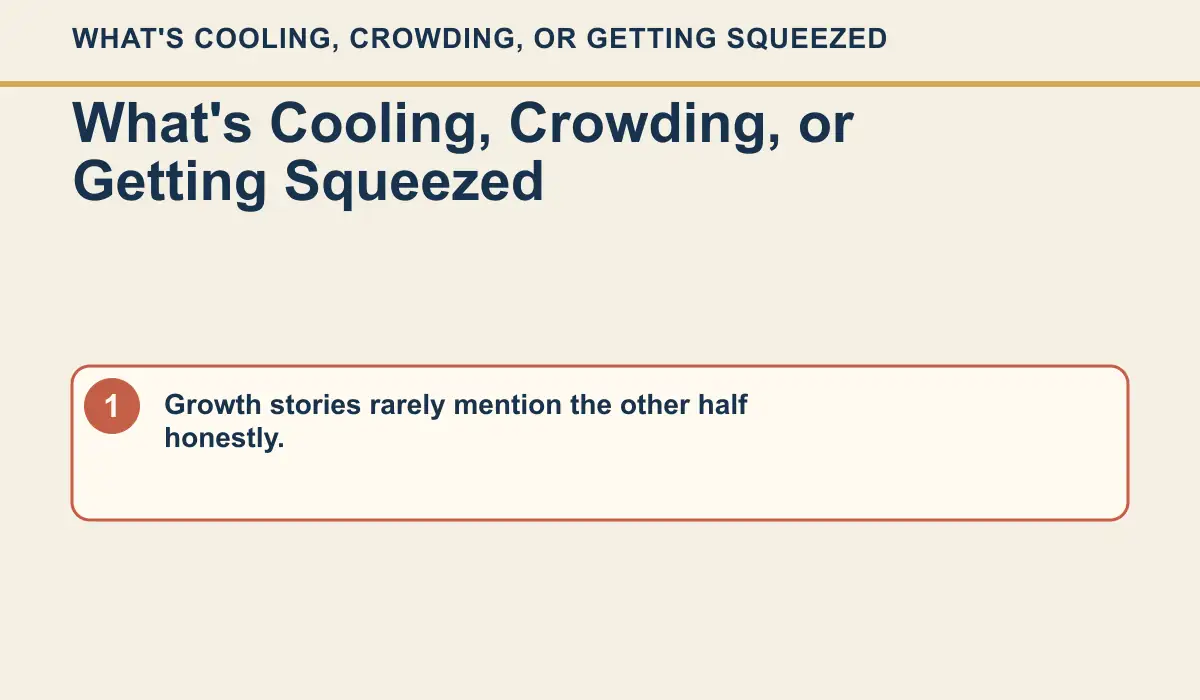 WHAT'S COOLING, CROWDING, OR GETTING SQUEEZED
What's Cooling, Crowding, or
Getting Squeezed
1
Growth stories rarely mention the other half
honestly.